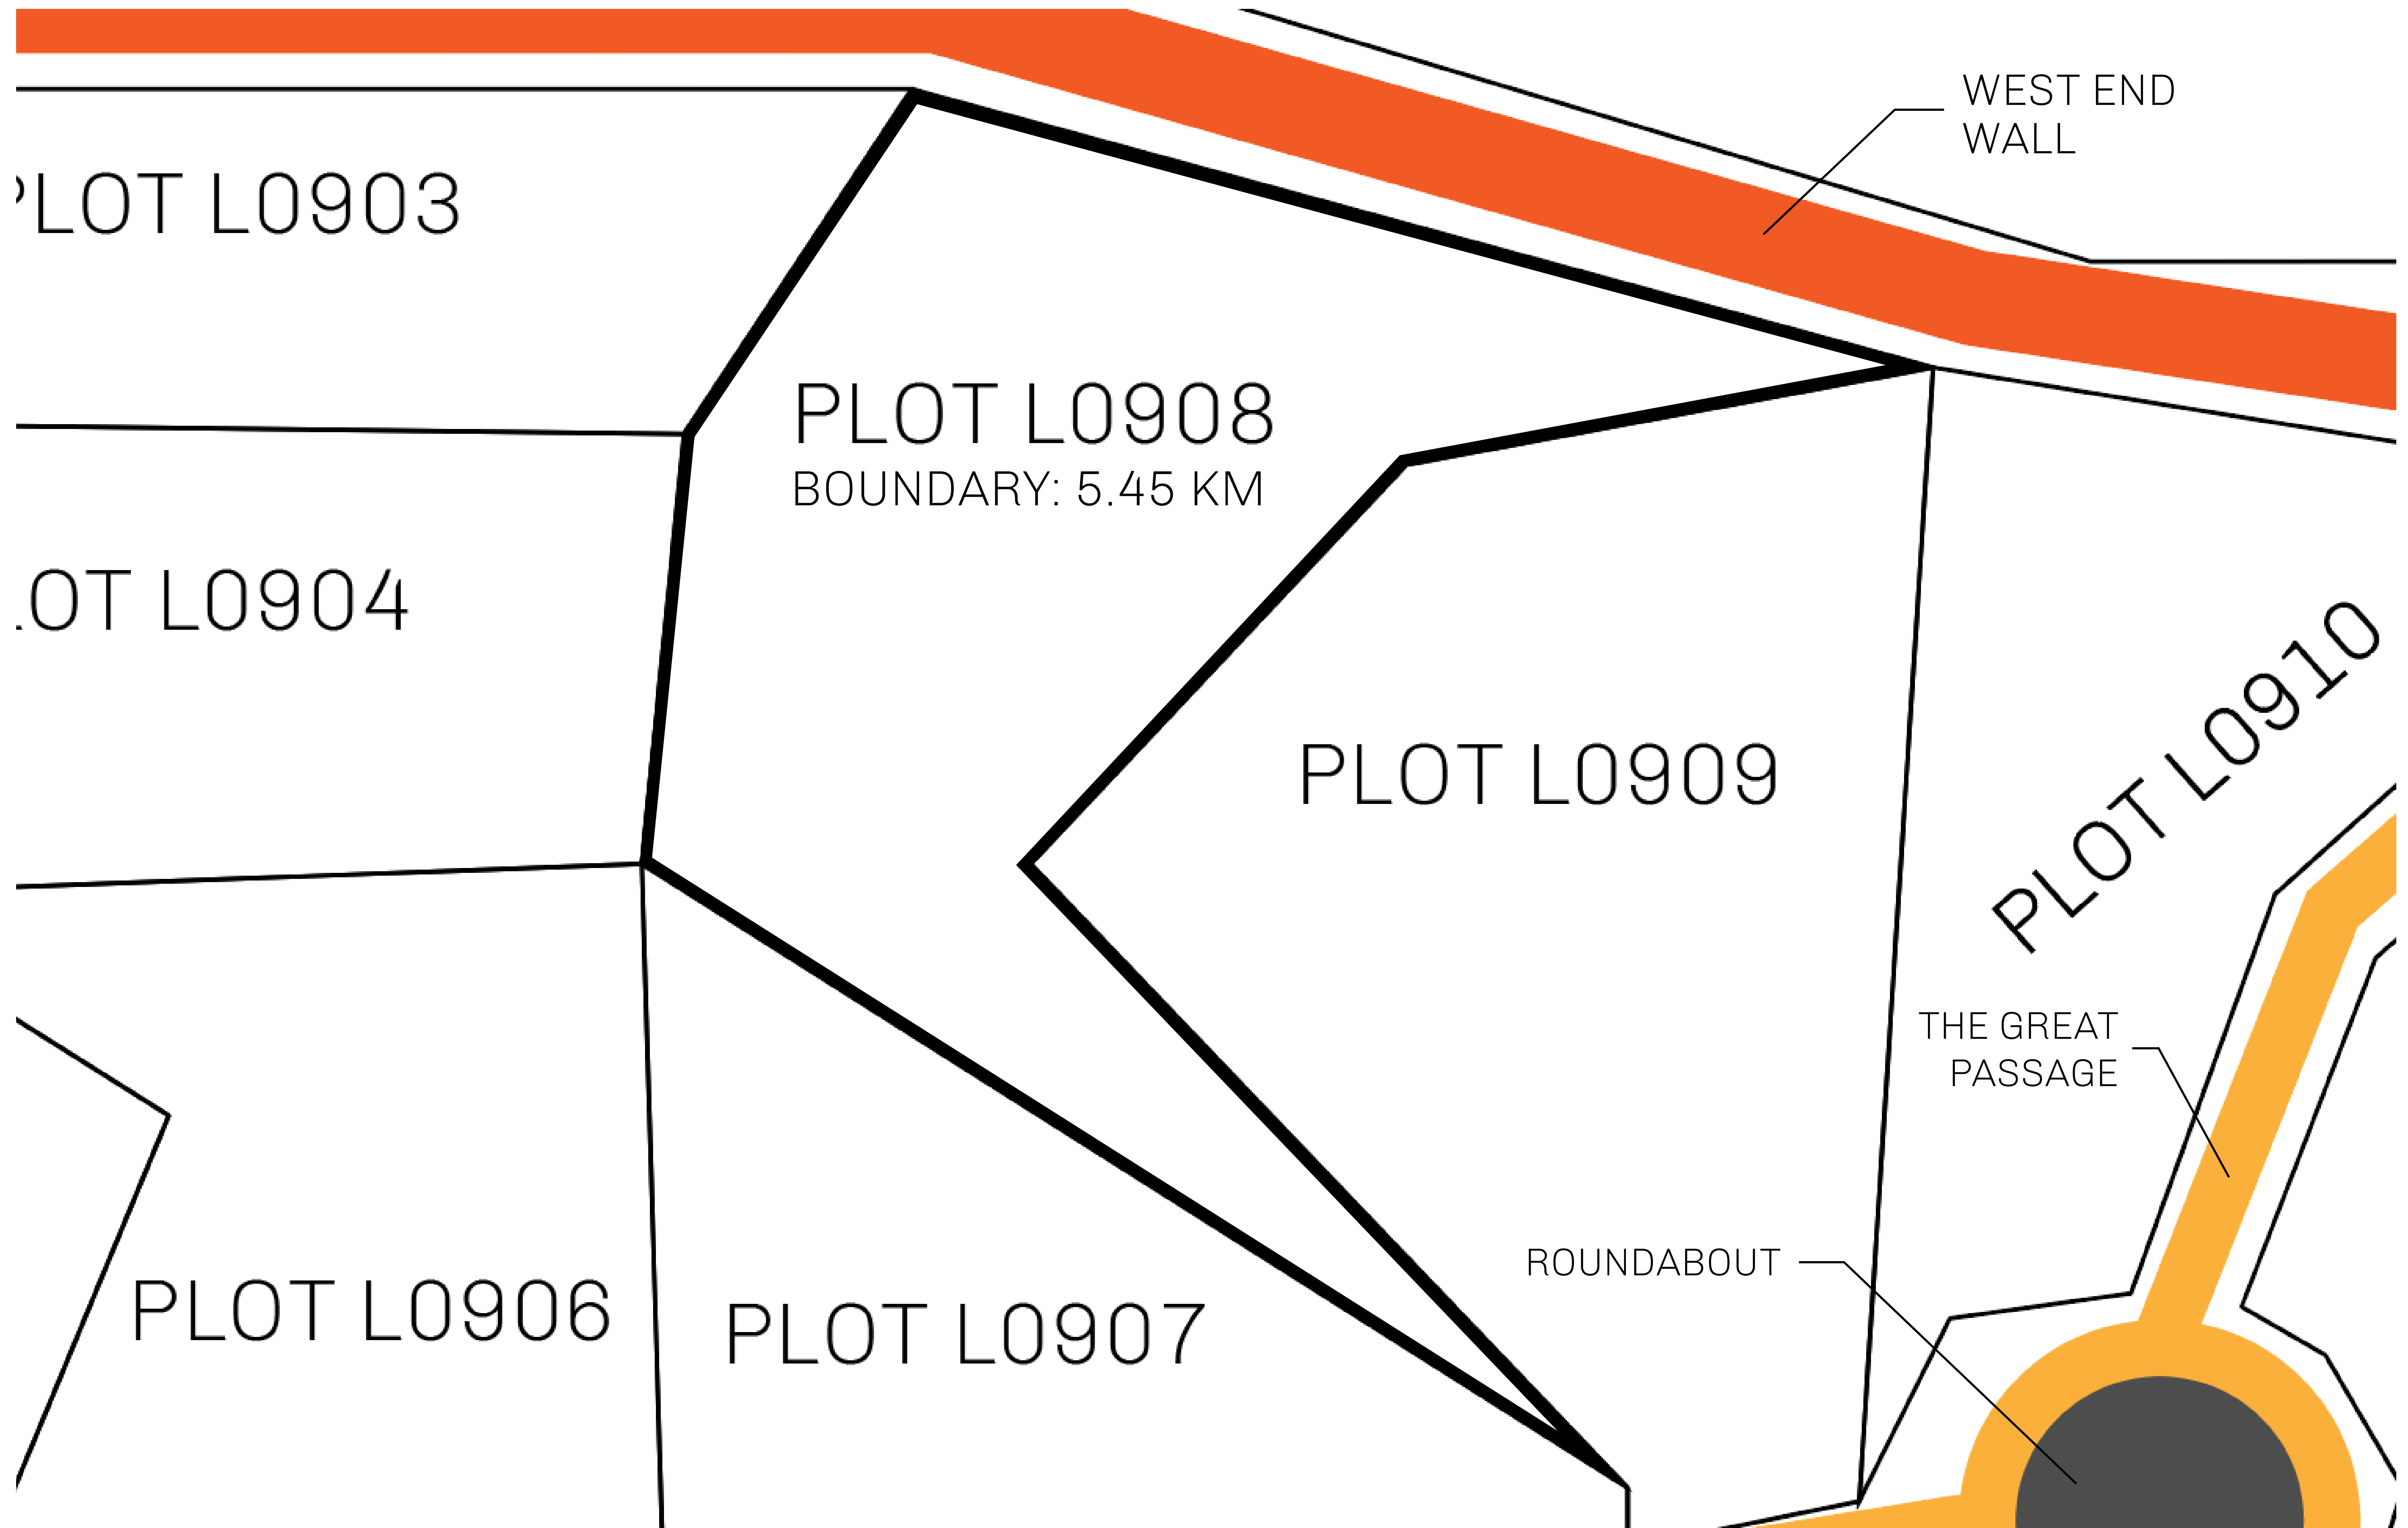 WEST END
WALL
PLOT L0903
PLOT L0908
BOUNDARY: 5.45 KM
LOT L0904
PLOT L0909
PLOT L0910
THE GREAT
PASSAGE
ROUNDABOUT
PLOT L0906
PLOT L0907